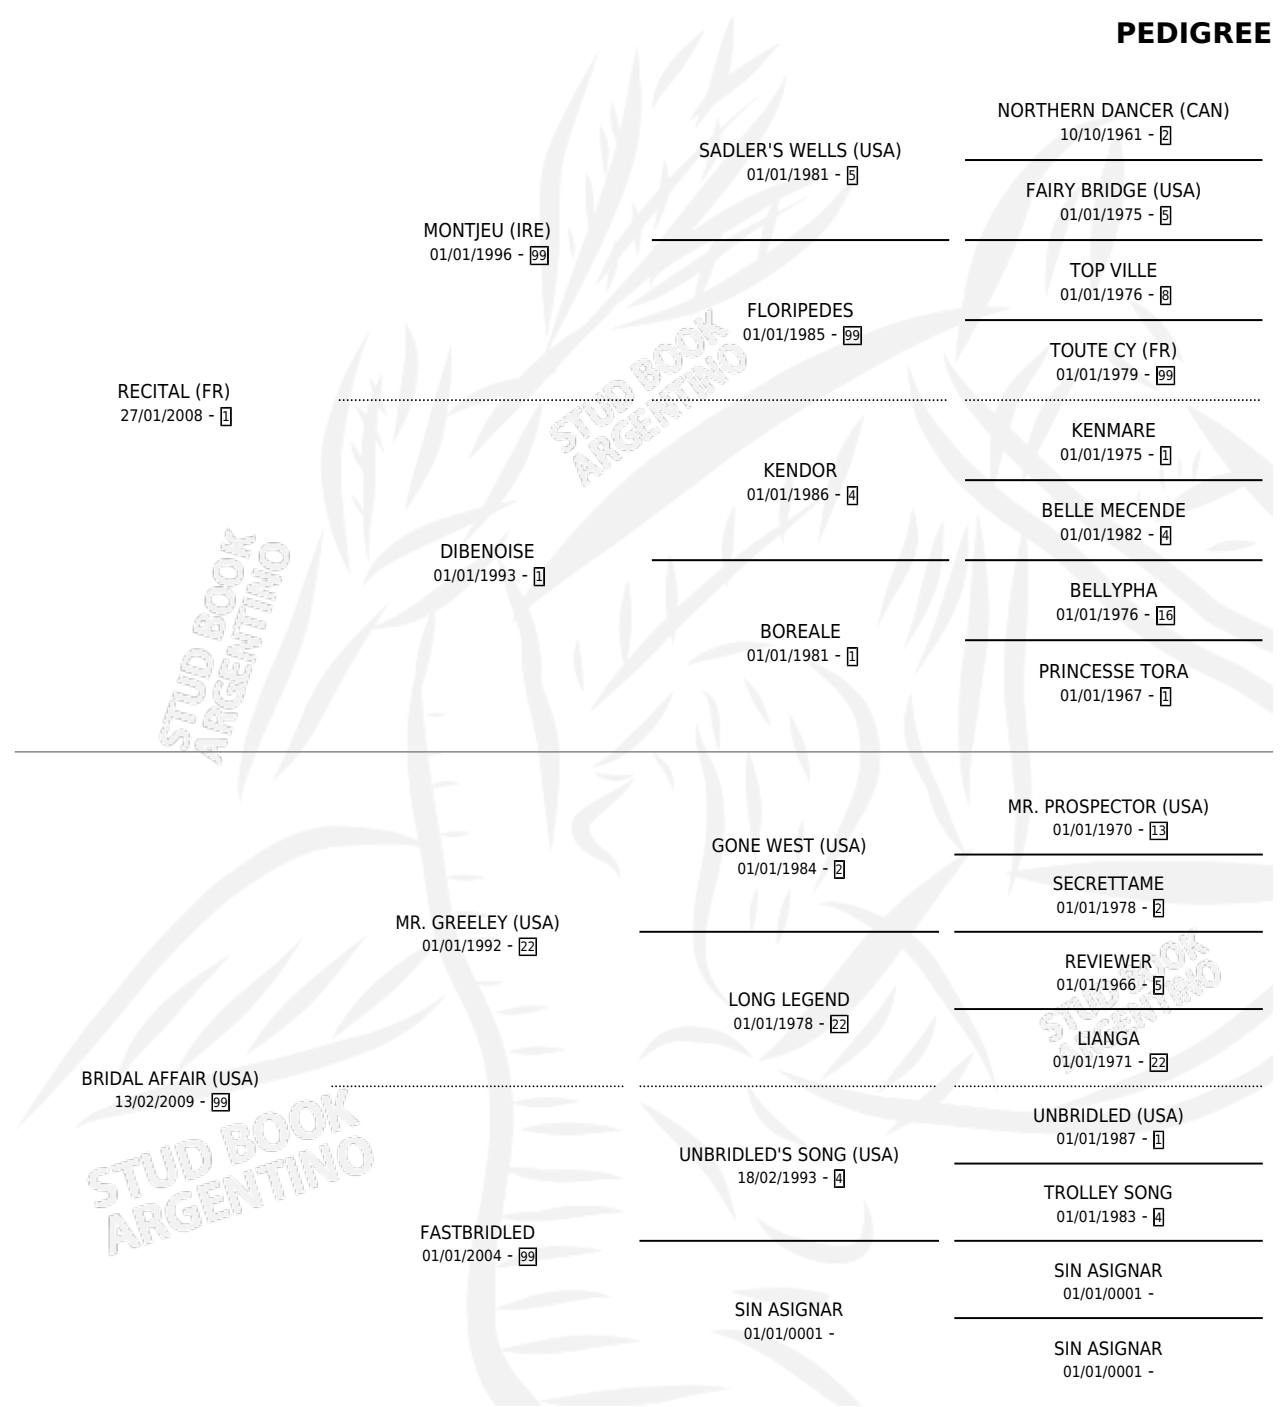 PEDIGREE
NORTHERN DANCER (CAN)
10/10/1961 - 2
SADLER'S WELLS (USA)
01/01/1981 - 5
FAIRY BRIDGE (USA)
01/01/1975 - 5
MONTJEU (IRE)
01/01/1996 - 99
TOP VILLE
01/01/1976 - 8
FLORIPEDES
01/01/1985 - 99
TOUTE CY (FR)
01/01/1979 - 99
RECITAL (FR)
27/01/2008 - 1
KENMARE
01/01/1975 - 1
KENDOR
01/01/1986 - 4
BELLE MECENDE
01/01/1982 - 4
DIBENOISE
01/01/1993 - 1
BELLYPHA
01/01/1976 - 16
BOREALE
01/01/1981 - 1
PRINCESSE TORA
01/01/1967 - 1
MR. PROSPECTOR (USA)
01/01/1970 - 13
GONE WEST (USA)
01/01/1984 - 2
SECRETTAME
01/01/1978 - 2
MR. GREELEY (USA)
01/01/1992 - 22
REVIEWER
01/01/1966 - 5
LONG LEGEND
01/01/1978 - 22
LIANGA
01/01/1971 - 22
BRIDAL AFFAIR (USA)
13/02/2009 - 99
UNBRIDLED (USA)
01/01/1987 - 1
UNBRIDLED'S SONG (USA)
18/02/1993 - 4
TROLLEY SONG
01/01/1983 - 4
FASTBRIDLED
01/01/2004 - 99
SIN ASIGNAR
01/01/0001 -
SIN ASIGNAR
01/01/0001 -
SIN ASIGNAR
01/01/0001 -
STUD BOOK
ARGENTINO
STUD BOOK
ARGENTINO
STUD BOOK
ARGENTINO
STUD BOOK
ARGENTINO